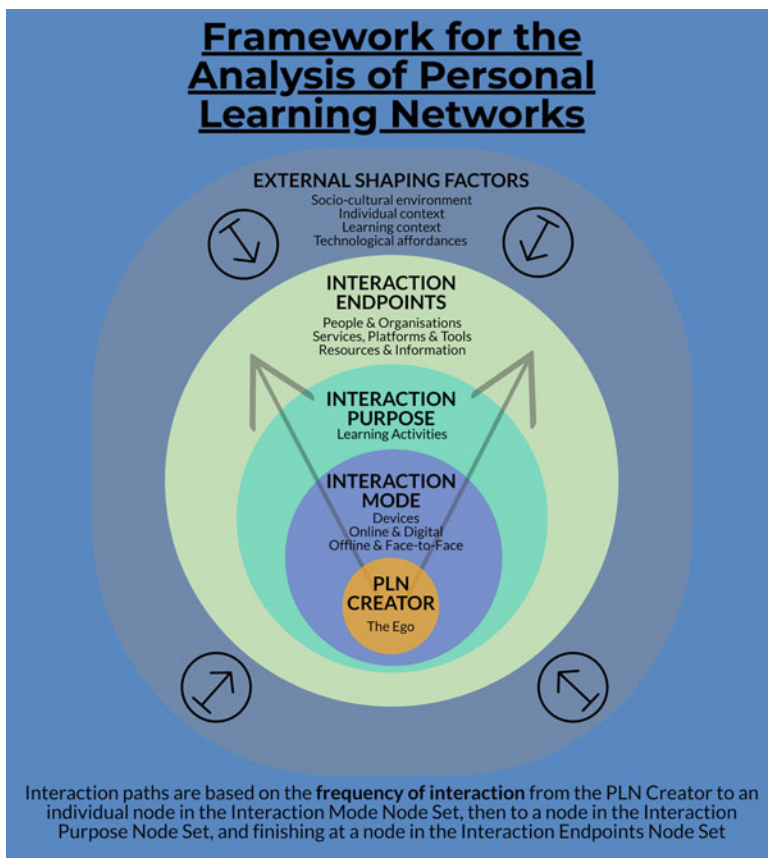 Framework for the
Analysis of Personal
Learning Networks
EXTERNAL SHAPING FACTORS
Socio-cultural environment
Individual context
Learning context
Technological affordances
INTERACTION
ENDPOINTS
People & Organisations
Services, Platforms & Tools
Resources & Information
INTERACTION
PURPOSE
Learning Activities
INTERACTION
MODE
Devices
Online & Digital
Offline & Face-to-Face
PLN
CREATOR
The Ego
Interaction paths are based on the frequency of interaction from the PLN Creator to an
individual node in the Interaction Mode Node Set, then to a node in the Interaction
Purpose Node Set, and finishing at a node in the Interaction Endpoints Node Set